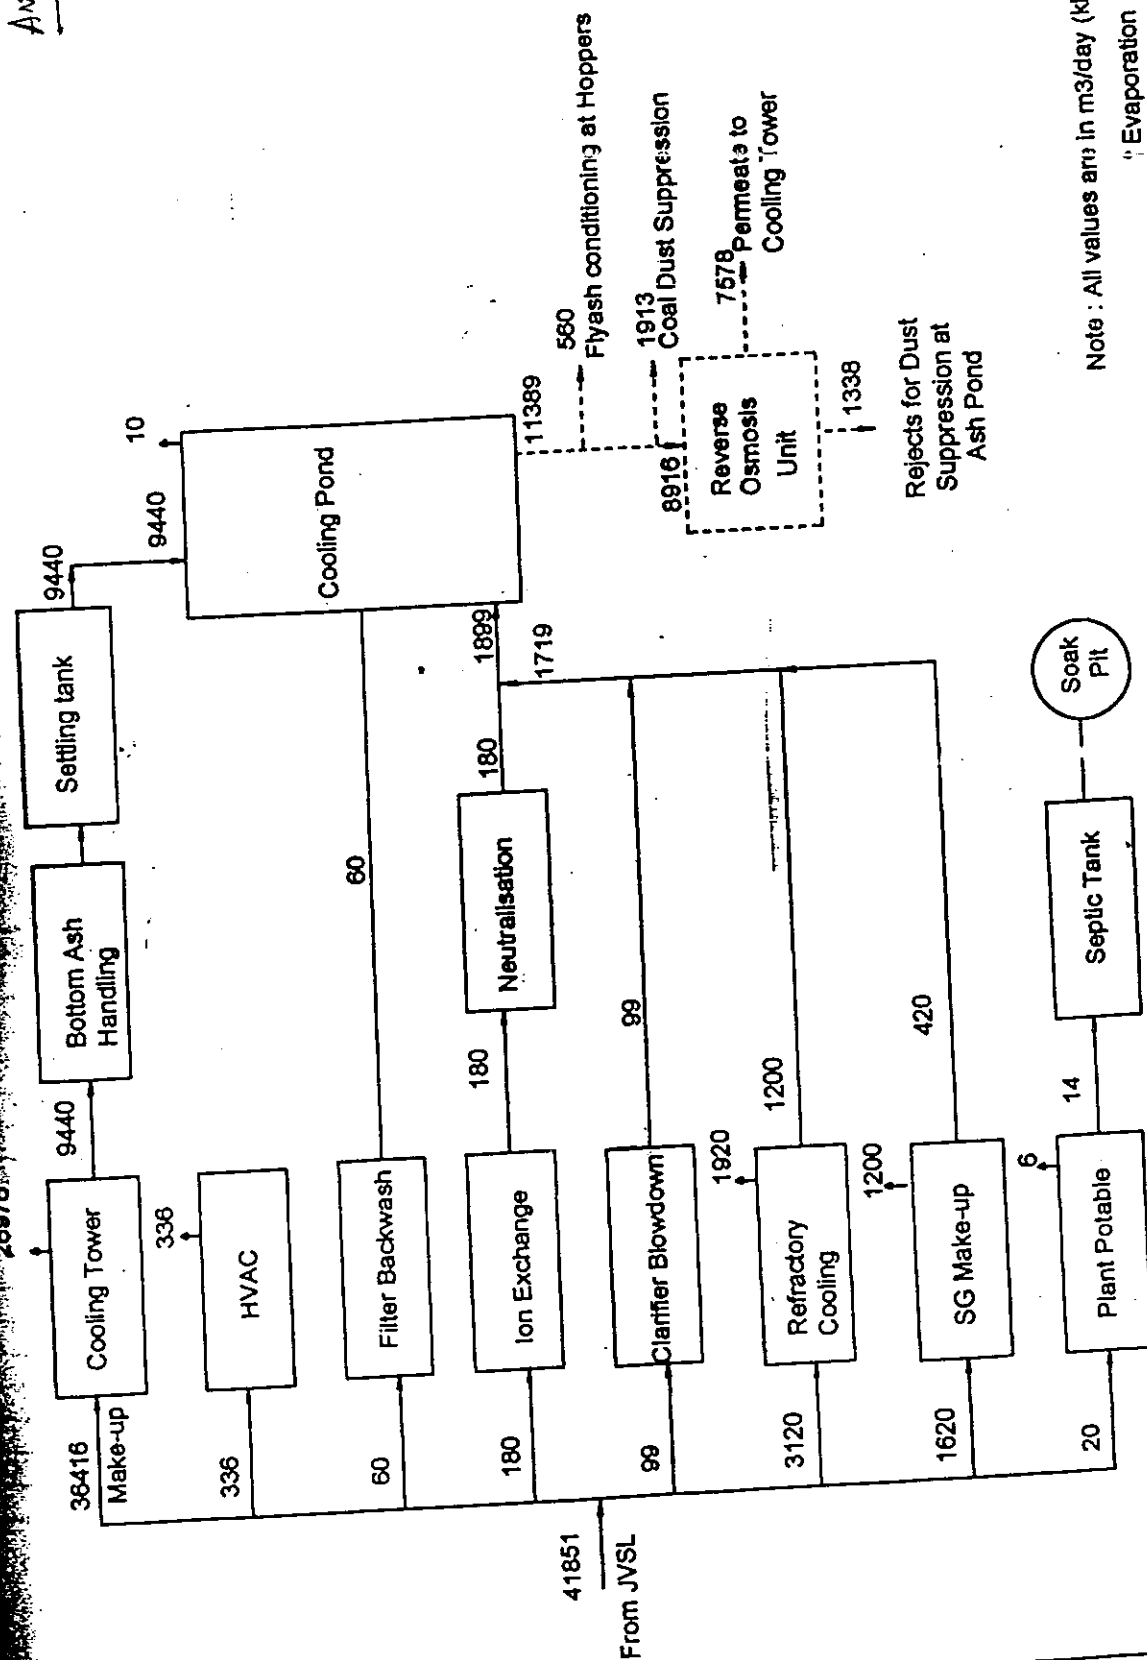 36416
Make-up
Cooling Tower
9440
Bottom Ash
Handling
Settling tank
9440
9440
10
336
336
HVAC
60
Filter Backwash
60
Cooling Pond
180
Ion Exchange
180
Neutralisation
180
1899
1719
99
Clariffer Blowdown
99
41851
From JVSL
3120
Refractory
Cooling
1920
1200
1620
SG Make-up
1200
420
20
Plant Potable
6
14
Septic Tank
Soak
Pit
11389
560
Flyash conditioning at Hoppers
1913
Coal Dust Suppression
8916
Reverse
Osmosis
Unit
7578
Permeate to
Cooling Tower
1338
Rejects for Dust
Suppression at
Ash Pond
Note : All values are in m3/day
Evaporation